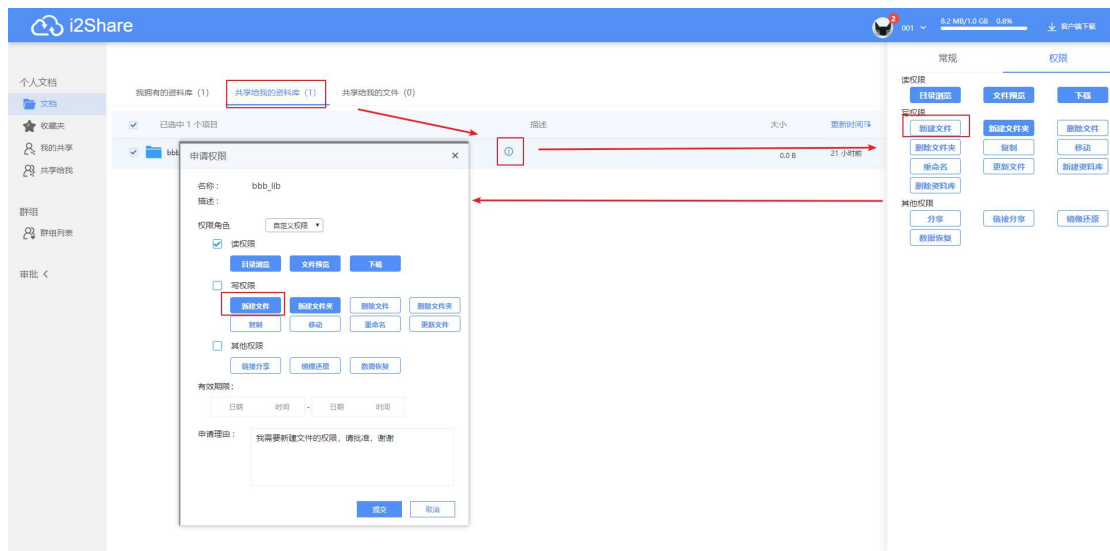 i2Share
2
001
8.2 MB/1.0 GB 0.8%
客户端下载
个人文档
文档
收藏夹
我的共享
共享给我
群组
群组列表
审批
我拥有的资料库 (1) 共享给我的资料库 (1) 共享给我的文件 (0)
已选中 1 个项目 描述 大小 更新时间
bbb 0.0 B 21 小时前
申请权限 ×
名称: bbb_lib
描述:
权限角色 自定义权限
读权限
目录浏览 文件预览 下载
写权限
新建文件 新建文件夹 删除文件 删除文件夹
复制 移动 重命名 更新文件
其他权限
链接分享 镜像还原 数据恢复
有效期限:
日期 时间 - 日期 时间
申请理由: 我需要新建文件的权限,请批准,谢谢
提交 取消
常规 权限
读权限
目录浏览 文件预览 下载
写权限
新建文件 新建文件夹 删除文件
删除文件夹 复制 移动
重命名 更新文件 新建资料库
删除资料库
其他权限
分享 链接分享 镜像还原
数据恢复